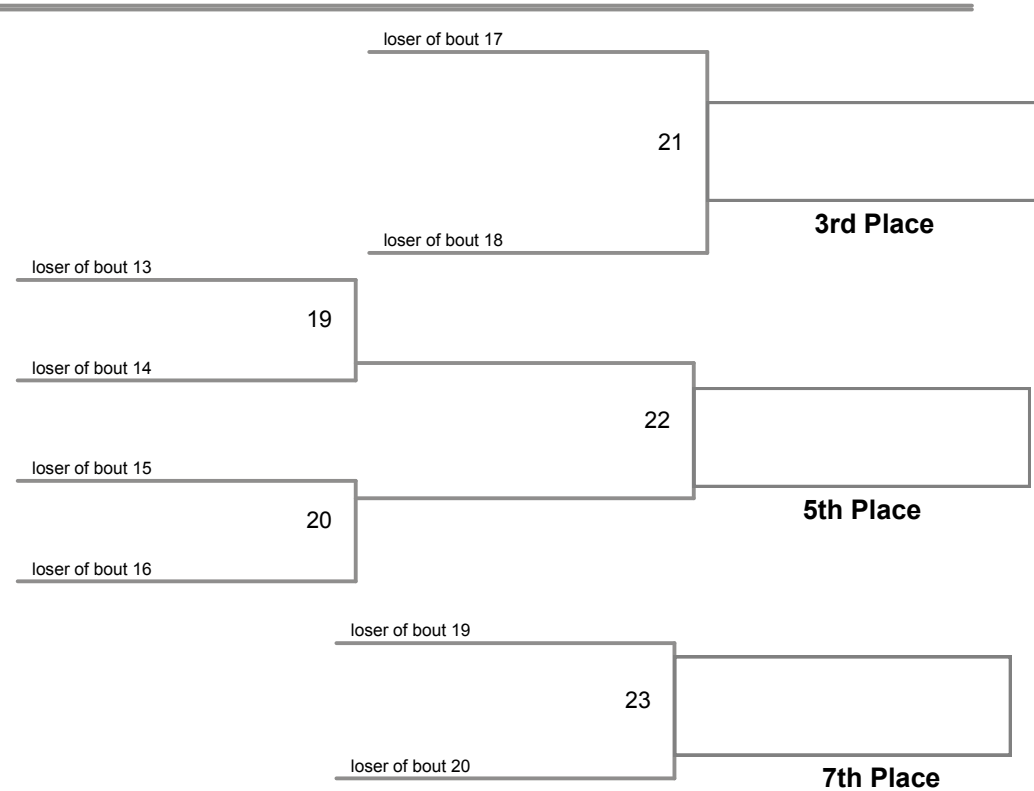 loser of bout 17
21
loser of bout 18
3rd Place
loser of bout 13
19
loser of bout 14
22
loser of bout 15
5th Place
20
loser of bout 16
loser of bout 19
23
loser of bout 20
7th Place